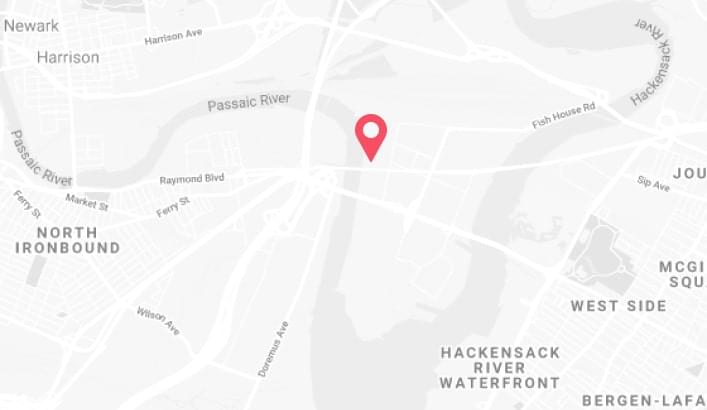 Newark
Harrison Ave
Harrison
Hackensack River
Passaic River
Fish House Rd
Passaic River
Raymond Blvd
JOU
Sip Ave
Ferry St
Market St
Ferry St
NORTH
IRONBOUND
MCGI
SQU
WEST SIDE
Wilson Ave
Doremus Ave
HACKENSACK
RIVER
WATERFRONT
BERGEN-LAFA